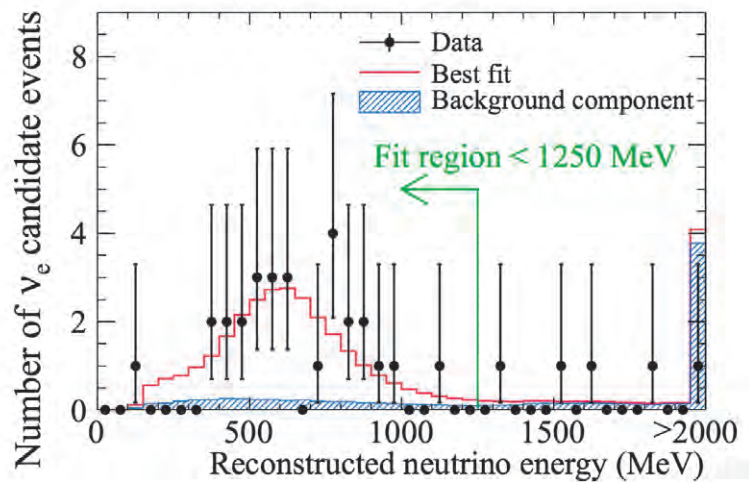 Number of νe candidate events
8
6
4
2
0
Data
Best fit
Background component
Fit region < 1250 MeV
0 500 1000 1500 >2000
Reconstructed neutrino energy (MeV)